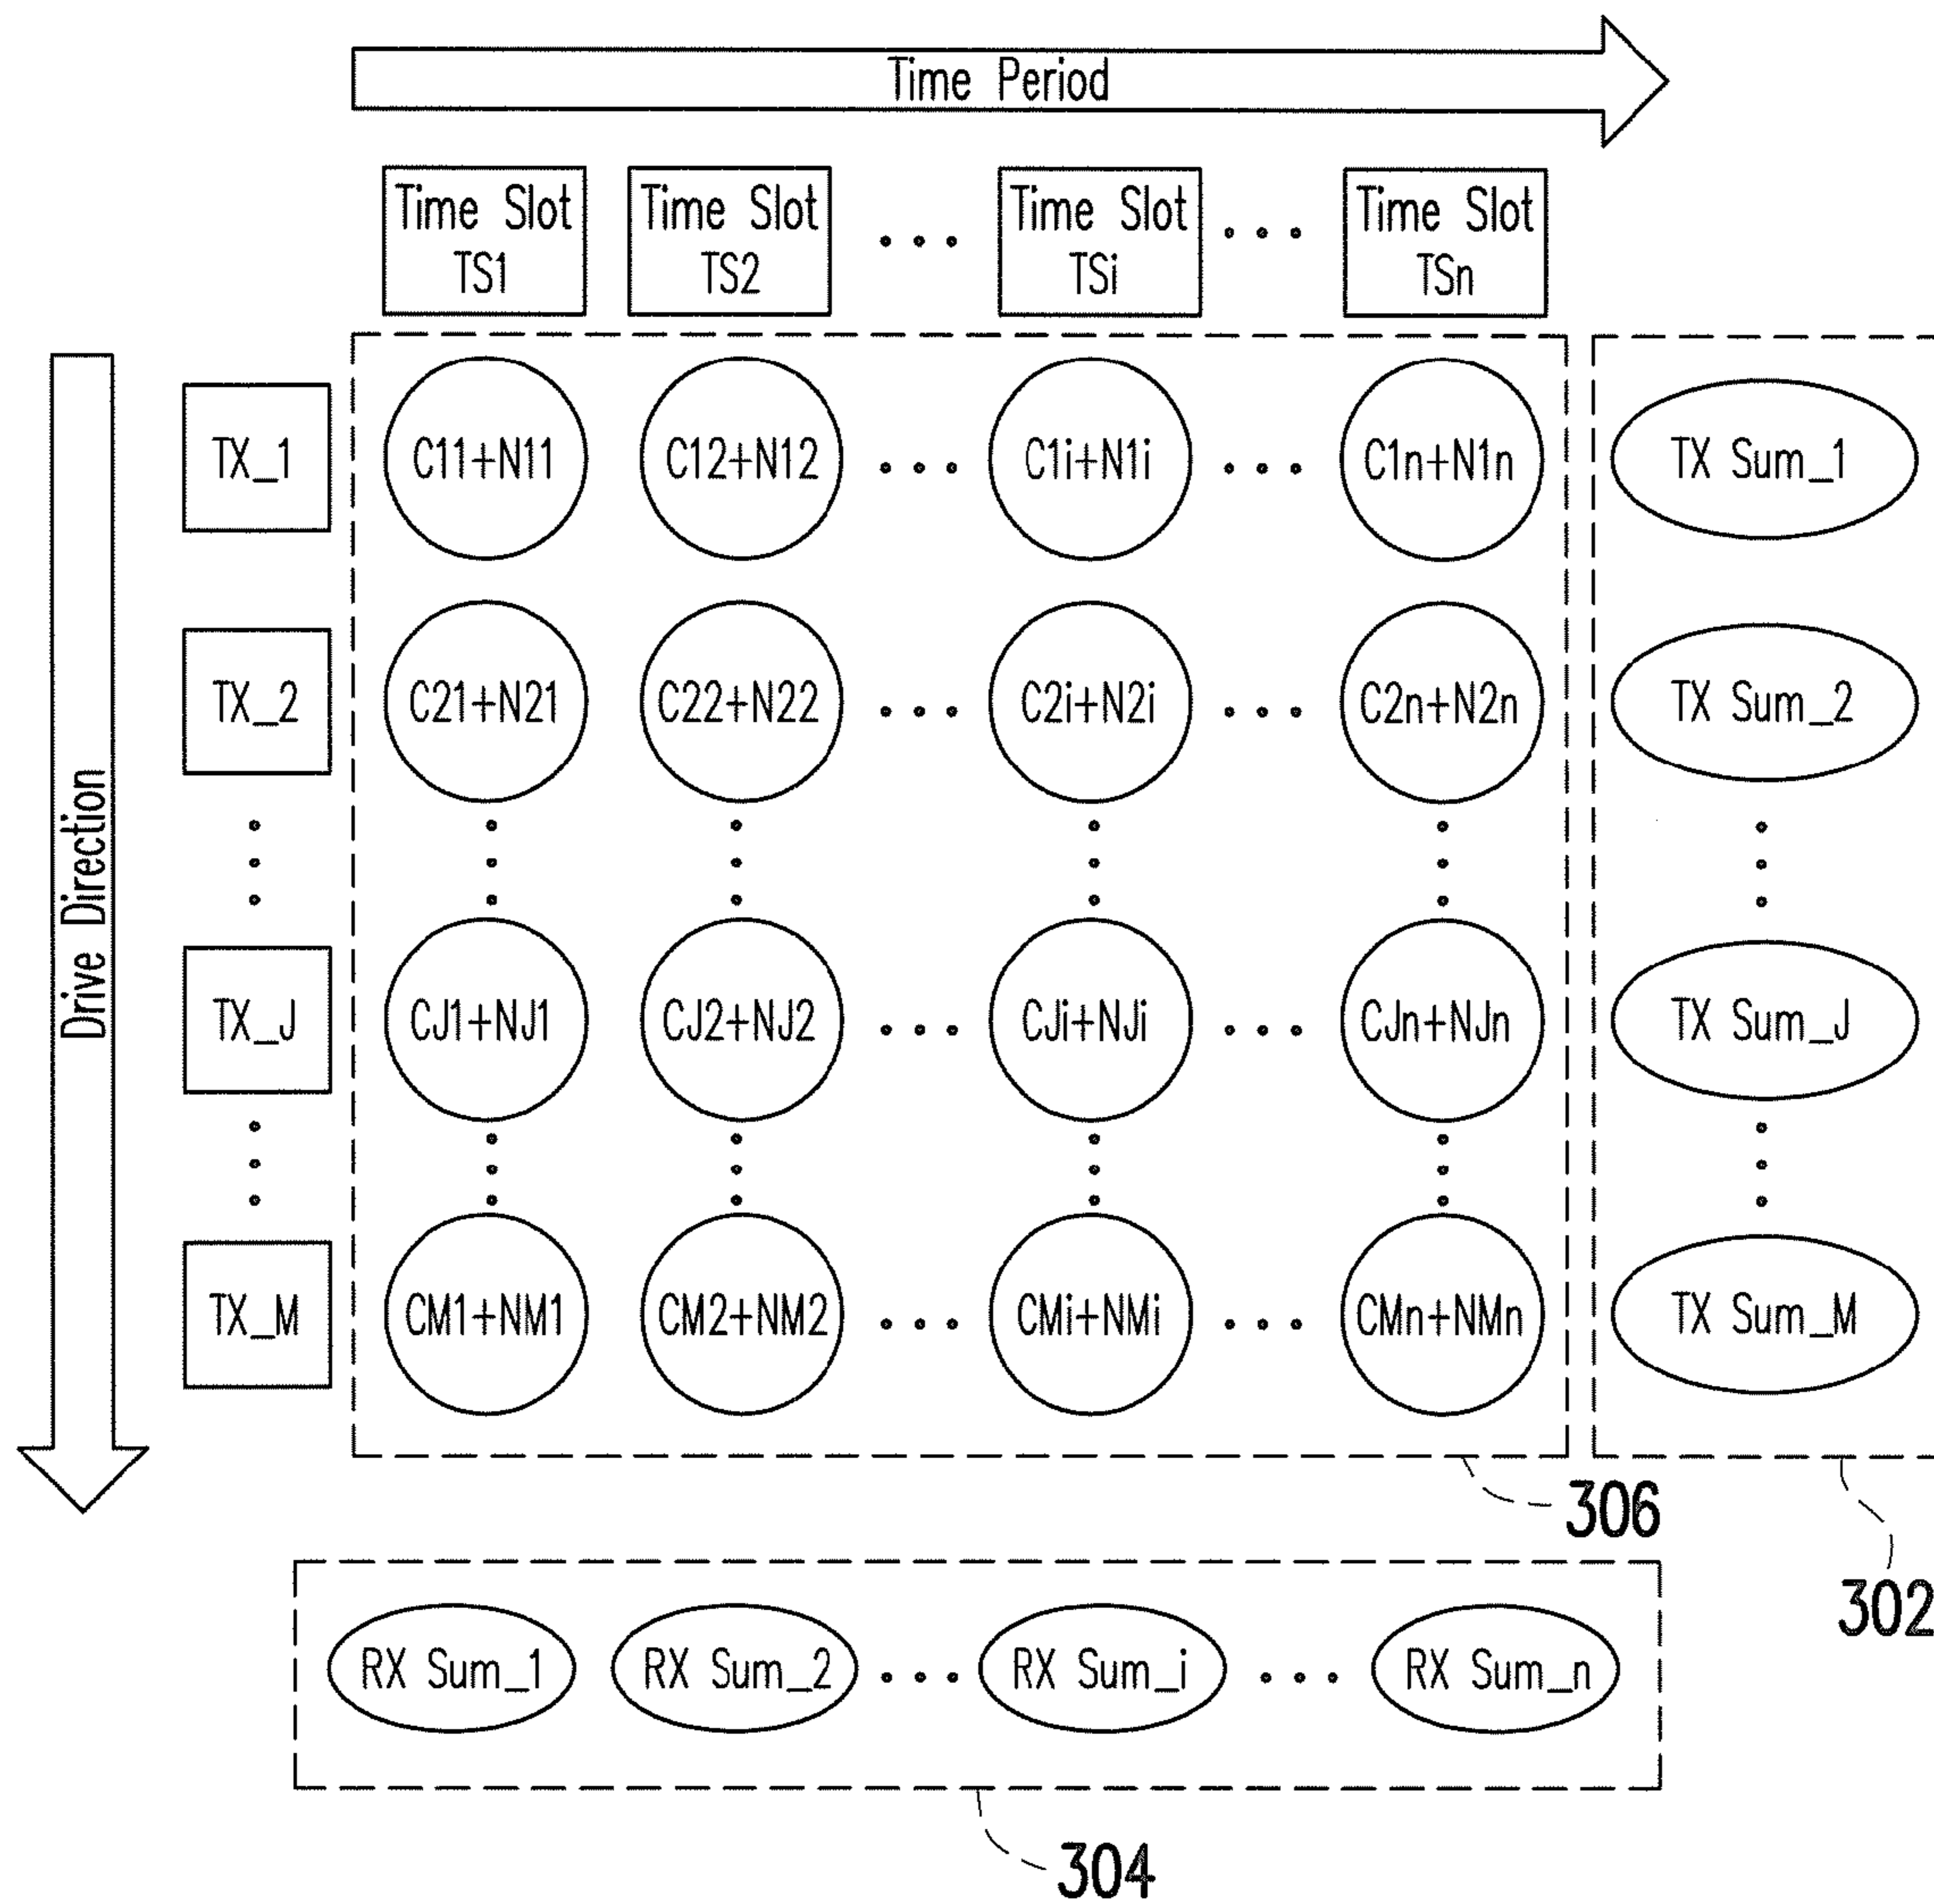 Time Period
Time Slot TS1
Time Slot TS2
...
Time Slot TSi
...
Time Slot TSn
Drive Direction
TX_1 C11+N11 C12+N12 ... C1i+N1i ... C1n+N1n TX Sum_1
TX_2 C21+N21 C22+N22 ... C2i+N2i ... C2n+N2n TX Sum_2
TX_J CJ1+NJ1 CJ2+NJ2 ... CJi+NJi ... CJn+NJn TX Sum_J
TX_M CM1+NM1 CM2+NM2 ... CMi+NMi ... CMn+NMn TX Sum_M
306
302
RX Sum_1 RX Sum_2 ... RX Sum_i ... RX Sum_n
304